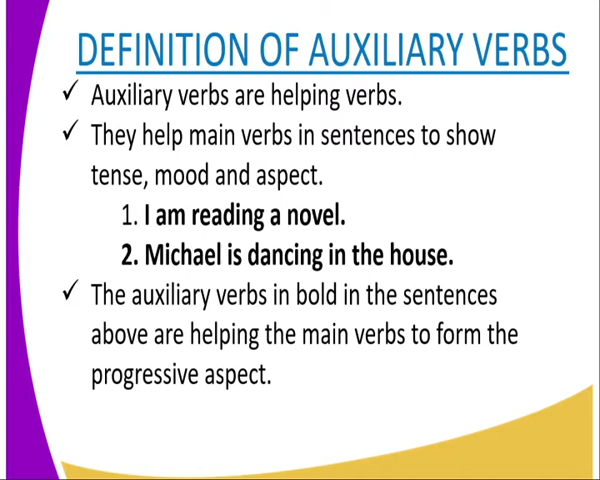 DEFINITION OF AUXILIARY VERBS
✓ Auxiliary verbs are helping verbs.
✓ They help main verbs in sentences to show
tense, mood and aspect.
1. I am reading a novel.
2. Michael is dancing in the house.
✓ The auxiliary verbs in bold in the sentences
above are helping the main verbs to form the
progressive aspect.